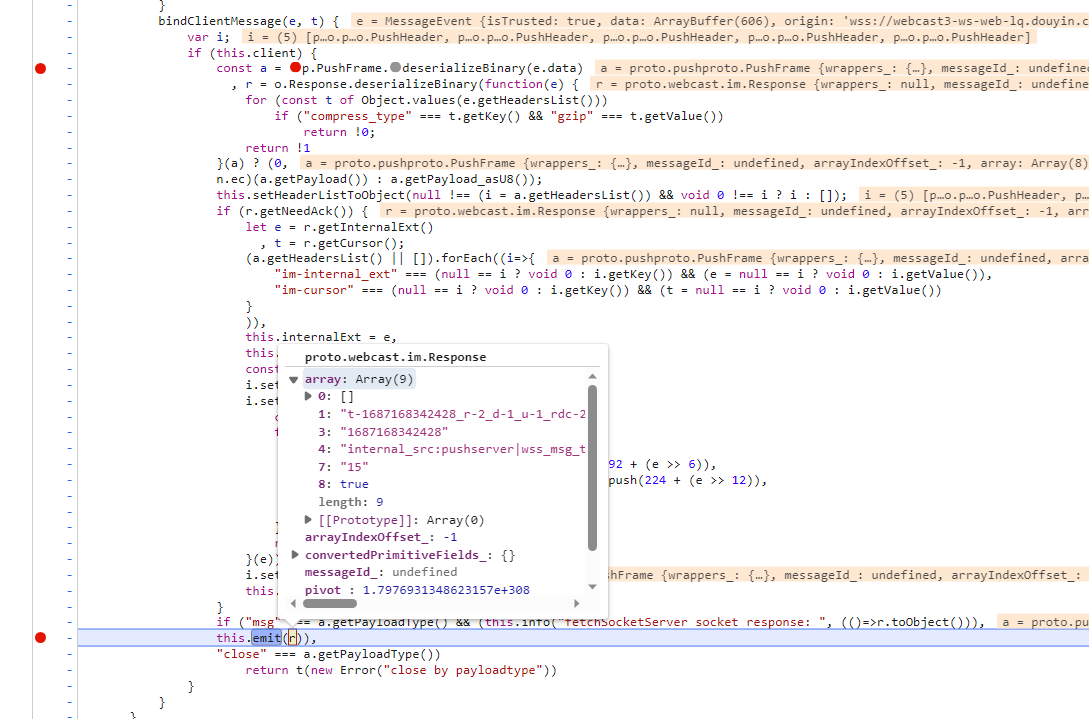 }
bindClientMessage(e, t) { e = MessageEvent {isTrusted: true, data: ArrayBuffer(606), origin: 'wss://webcast3-ws-web-lq.douyin.c
var i; i = (5) [p…o.p…o.PushHeader, p…o.p…o.PushHeader, p…o.p…o.PushHeader, p…o.p…o.PushHeader, p…o.p…o.PushHeader]
if (this.client) {
const a = p.PushFrame.deserializeBinary(e.data) a = proto.pushproto.PushFrame {wrappers_: {…}, messageId_: undefined
, r = o.Response.deserializeBinary(function(e) { r = proto.webcast.im.Response {wrappers_: null, messageId_: undefine
for (const t of Object.values(e.getHeadersList()))
if ("compress_type" === t.getKey() && "gzip" === t.getValue())
return !0;
return !1
}(a) ? (0, a = proto.pushproto.PushFrame {wrappers_: {…}, messageId_: undefined, arrayIndexOffset_: -1, array: Array(8)
n.ec)(a.getPayload()) : a.getPayload_asU8());
this.setHeaderListToObject(null !== (i = a.getHeadersList()) && void 0 !== i ? i : []); i = (5) [p…o.p…o.PushHeader, p…
if (r.getNeedAck()) { r = proto.webcast.im.Response {wrappers_: null, messageId_: undefined, arrayIndexOffset_: -1, arr
let e = r.getInternalExt()
, t = r.getCursor();
(a.getHeadersList() || []).forEach((i=>{ a = proto.pushproto.PushFrame {wrappers_: {…}, messageId_: undefined, arra
"im-internal_ext" === (null == i ? void 0 : i.getKey()) && (e = null == i ? void 0 : i.getValue()),
"im-cursor" === (null == i ? void 0 : i.getKey()) && (t = null == i ? void 0 : i.getValue())
}
)),
this.internalExt = e,
this.
proto.webcast.im.Response
const
array: Array(9)
i.set
0: []
i.set
1: "t-1687168342428_r-2_d-1_u-1_rdc-2
3: "1687168342428"
4: "internal_src:pushserver|wss_msg_t
92 + (e >> 6)),
7: "15"
push(224 + (e >> 12)),
8: true
length: 9
[[Prototype]]: Array(0)
arrayIndexOffset_: -1
}(e))
convertedPrimitiveFields_: {}
i.set
messageId_: undefined
shFrame {wrappers_: {…}, messageId_: undefined, arrayIndexOffset_:
this.
pivot_: 1.7976931348623157e+308
}
if ("msg" == a.getPayloadType() && (this.info("fetchSocketServer socket response: ", (()=>r.toObject())), a = proto.pu
this.emit(r)),
"close" === a.getPayloadType())
return t(new Error("close by payloadtype"))
}
}
}